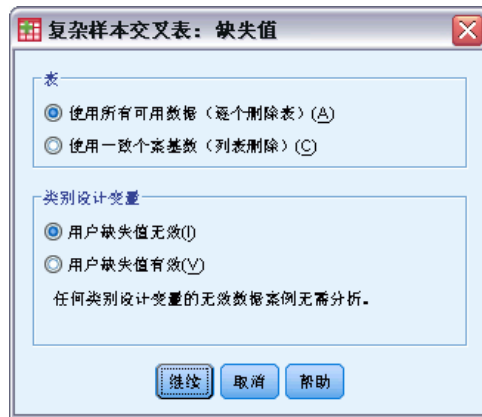 复杂样本交叉表：缺失值
表
使用所有可用数据（逐个删除表）(A)
使用一致个案基数（列表删除）(C)
类别设计变量
用户缺失值无效(I)
用户缺失值有效(V)
任何类别设计变量的无效数据案例无需分析。
继续 取消 帮助